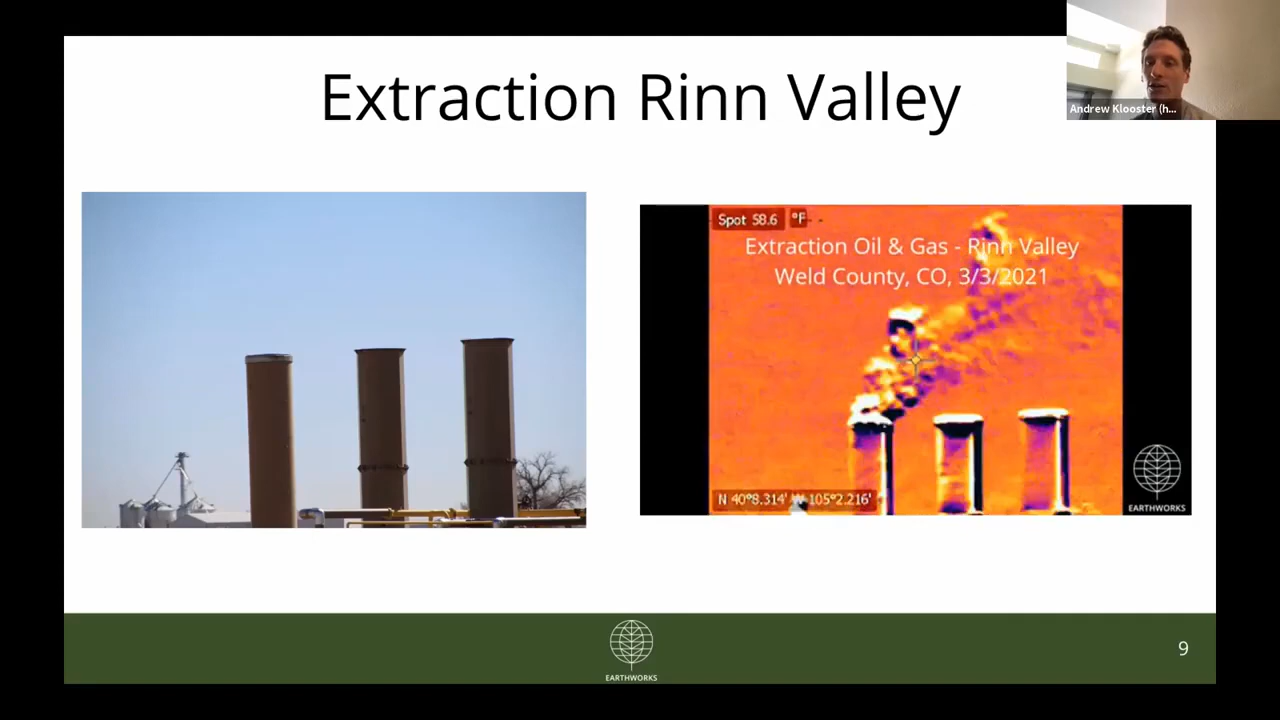 Extraction Rinn Valley
Andrew Klooster (h...
Spot 58.6 °F
Extraction Oil & Gas - Rinn Valley
Weld County, CO, 3/3/2021
N 40°8.314' W 105°2.216'
EARTHWORKS
EARTHWORKS
9